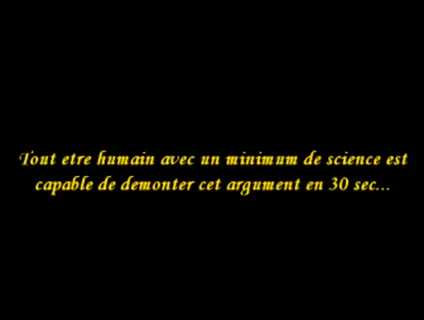 Tout etre humain avec un minimum de science est
capable de demonter cet argument en 30 sec...